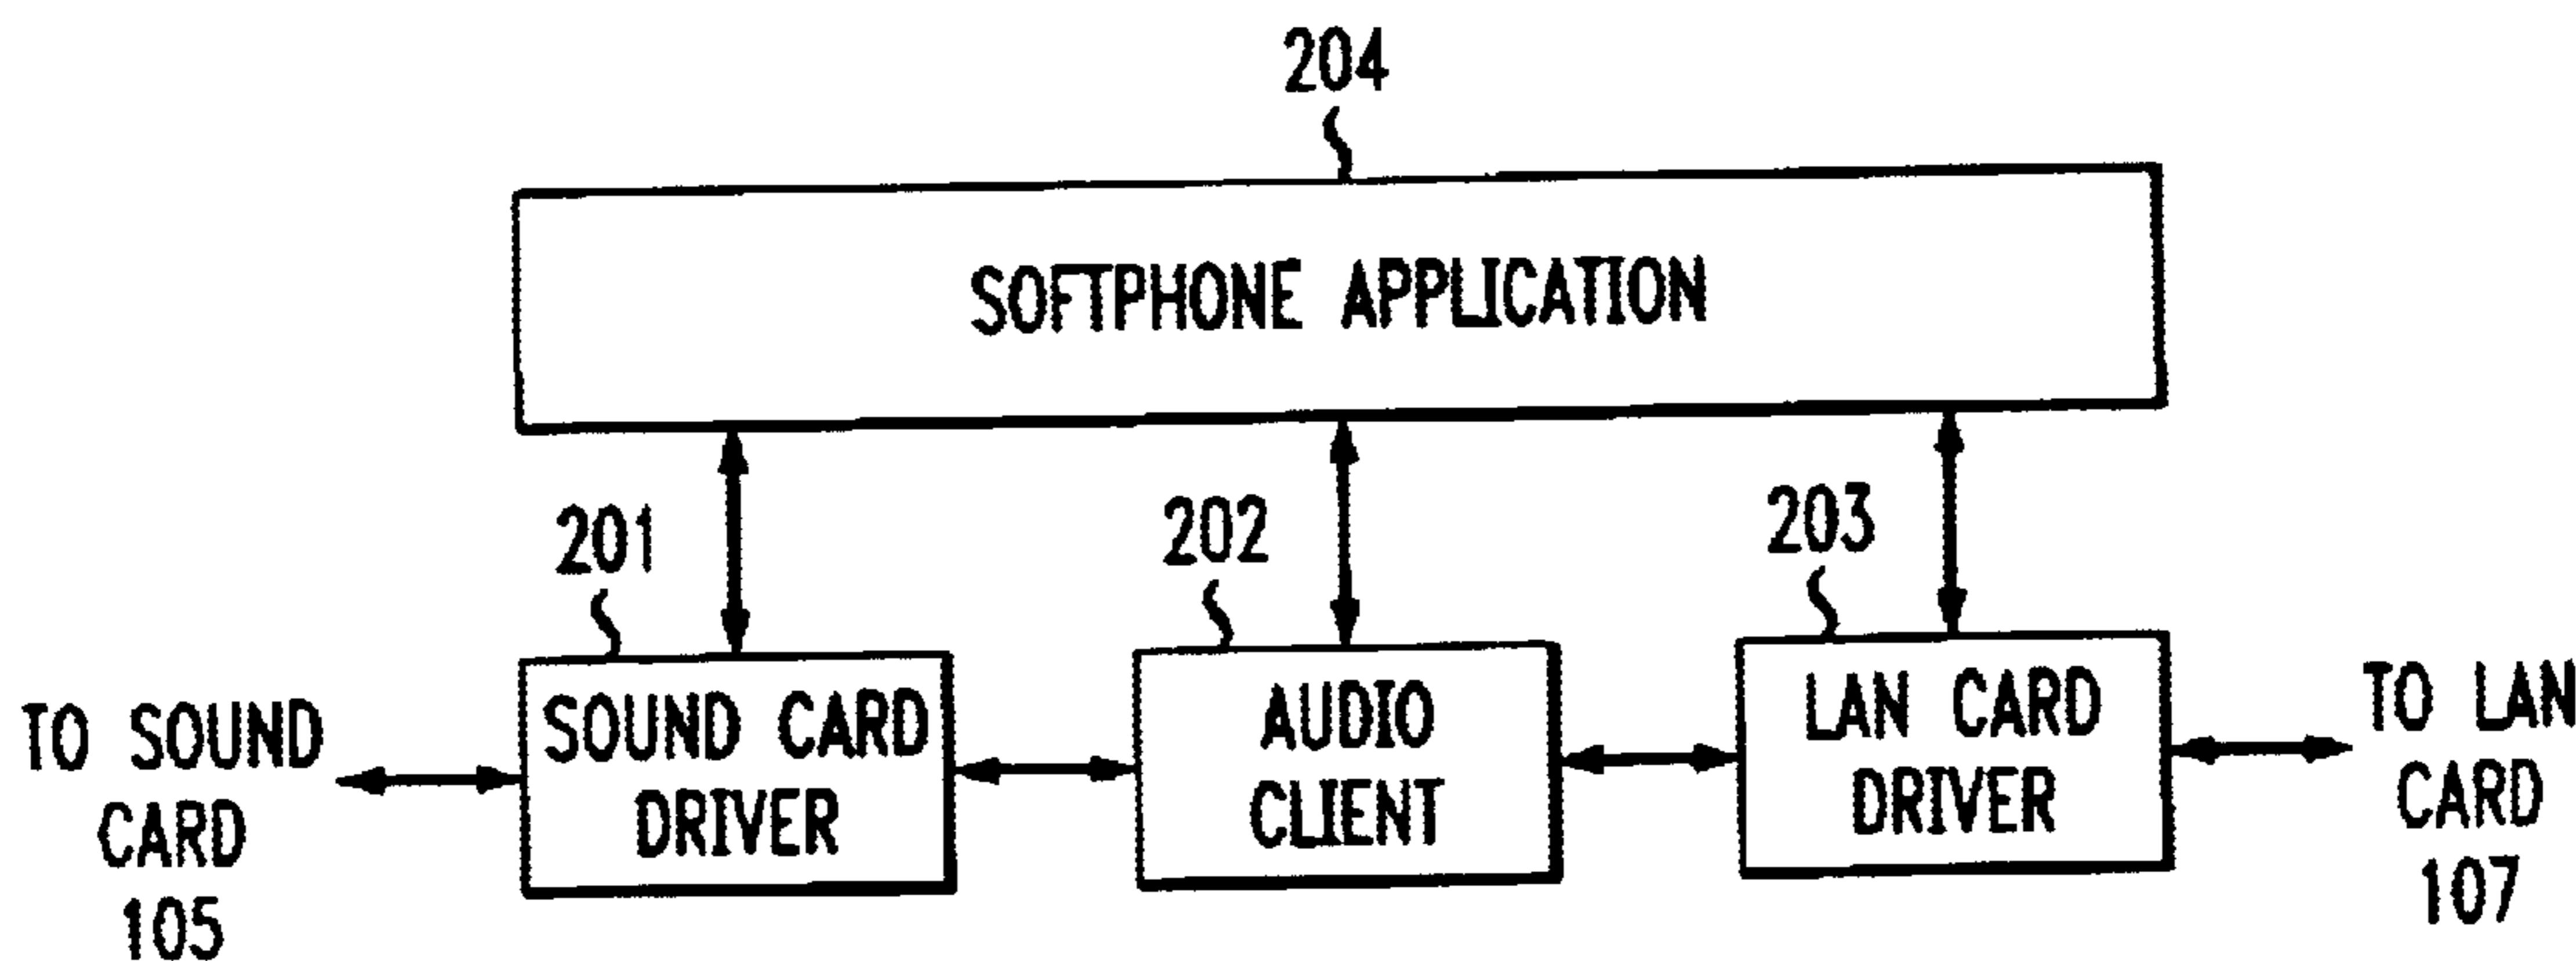 204
SOFTPHONE APPLICATION
201
202
203
TO SOUND
CARD
105
SOUND CARD
DRIVER
AUDIO
CLIENT
LAN CARD
DRIVER
TO LAN
CARD
107